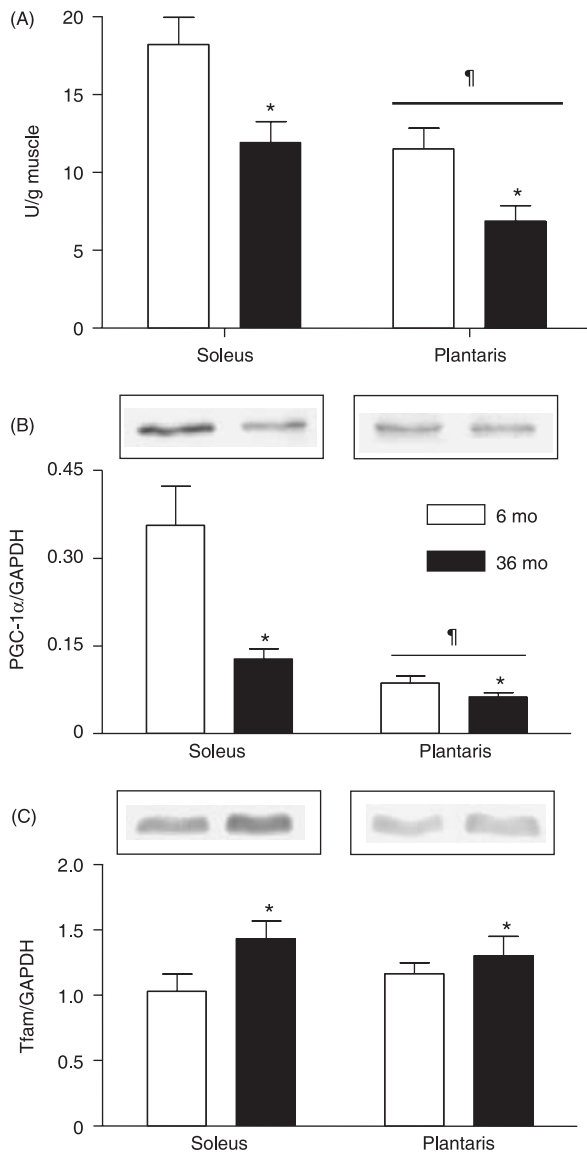 (A)
20
15
10
5
0
U/g muscle
*
¶
*
Soleus
Plantaris
(B)
0.45
0.30
0.15
0
PGC-1α/GAPDH
6 mo
36 mo
*
¶
*
Soleus
Plantaris
(C)
2.0
1.5
1.0
0.5
0
Tfam/GAPDH
*
*
Soleus
Plantaris